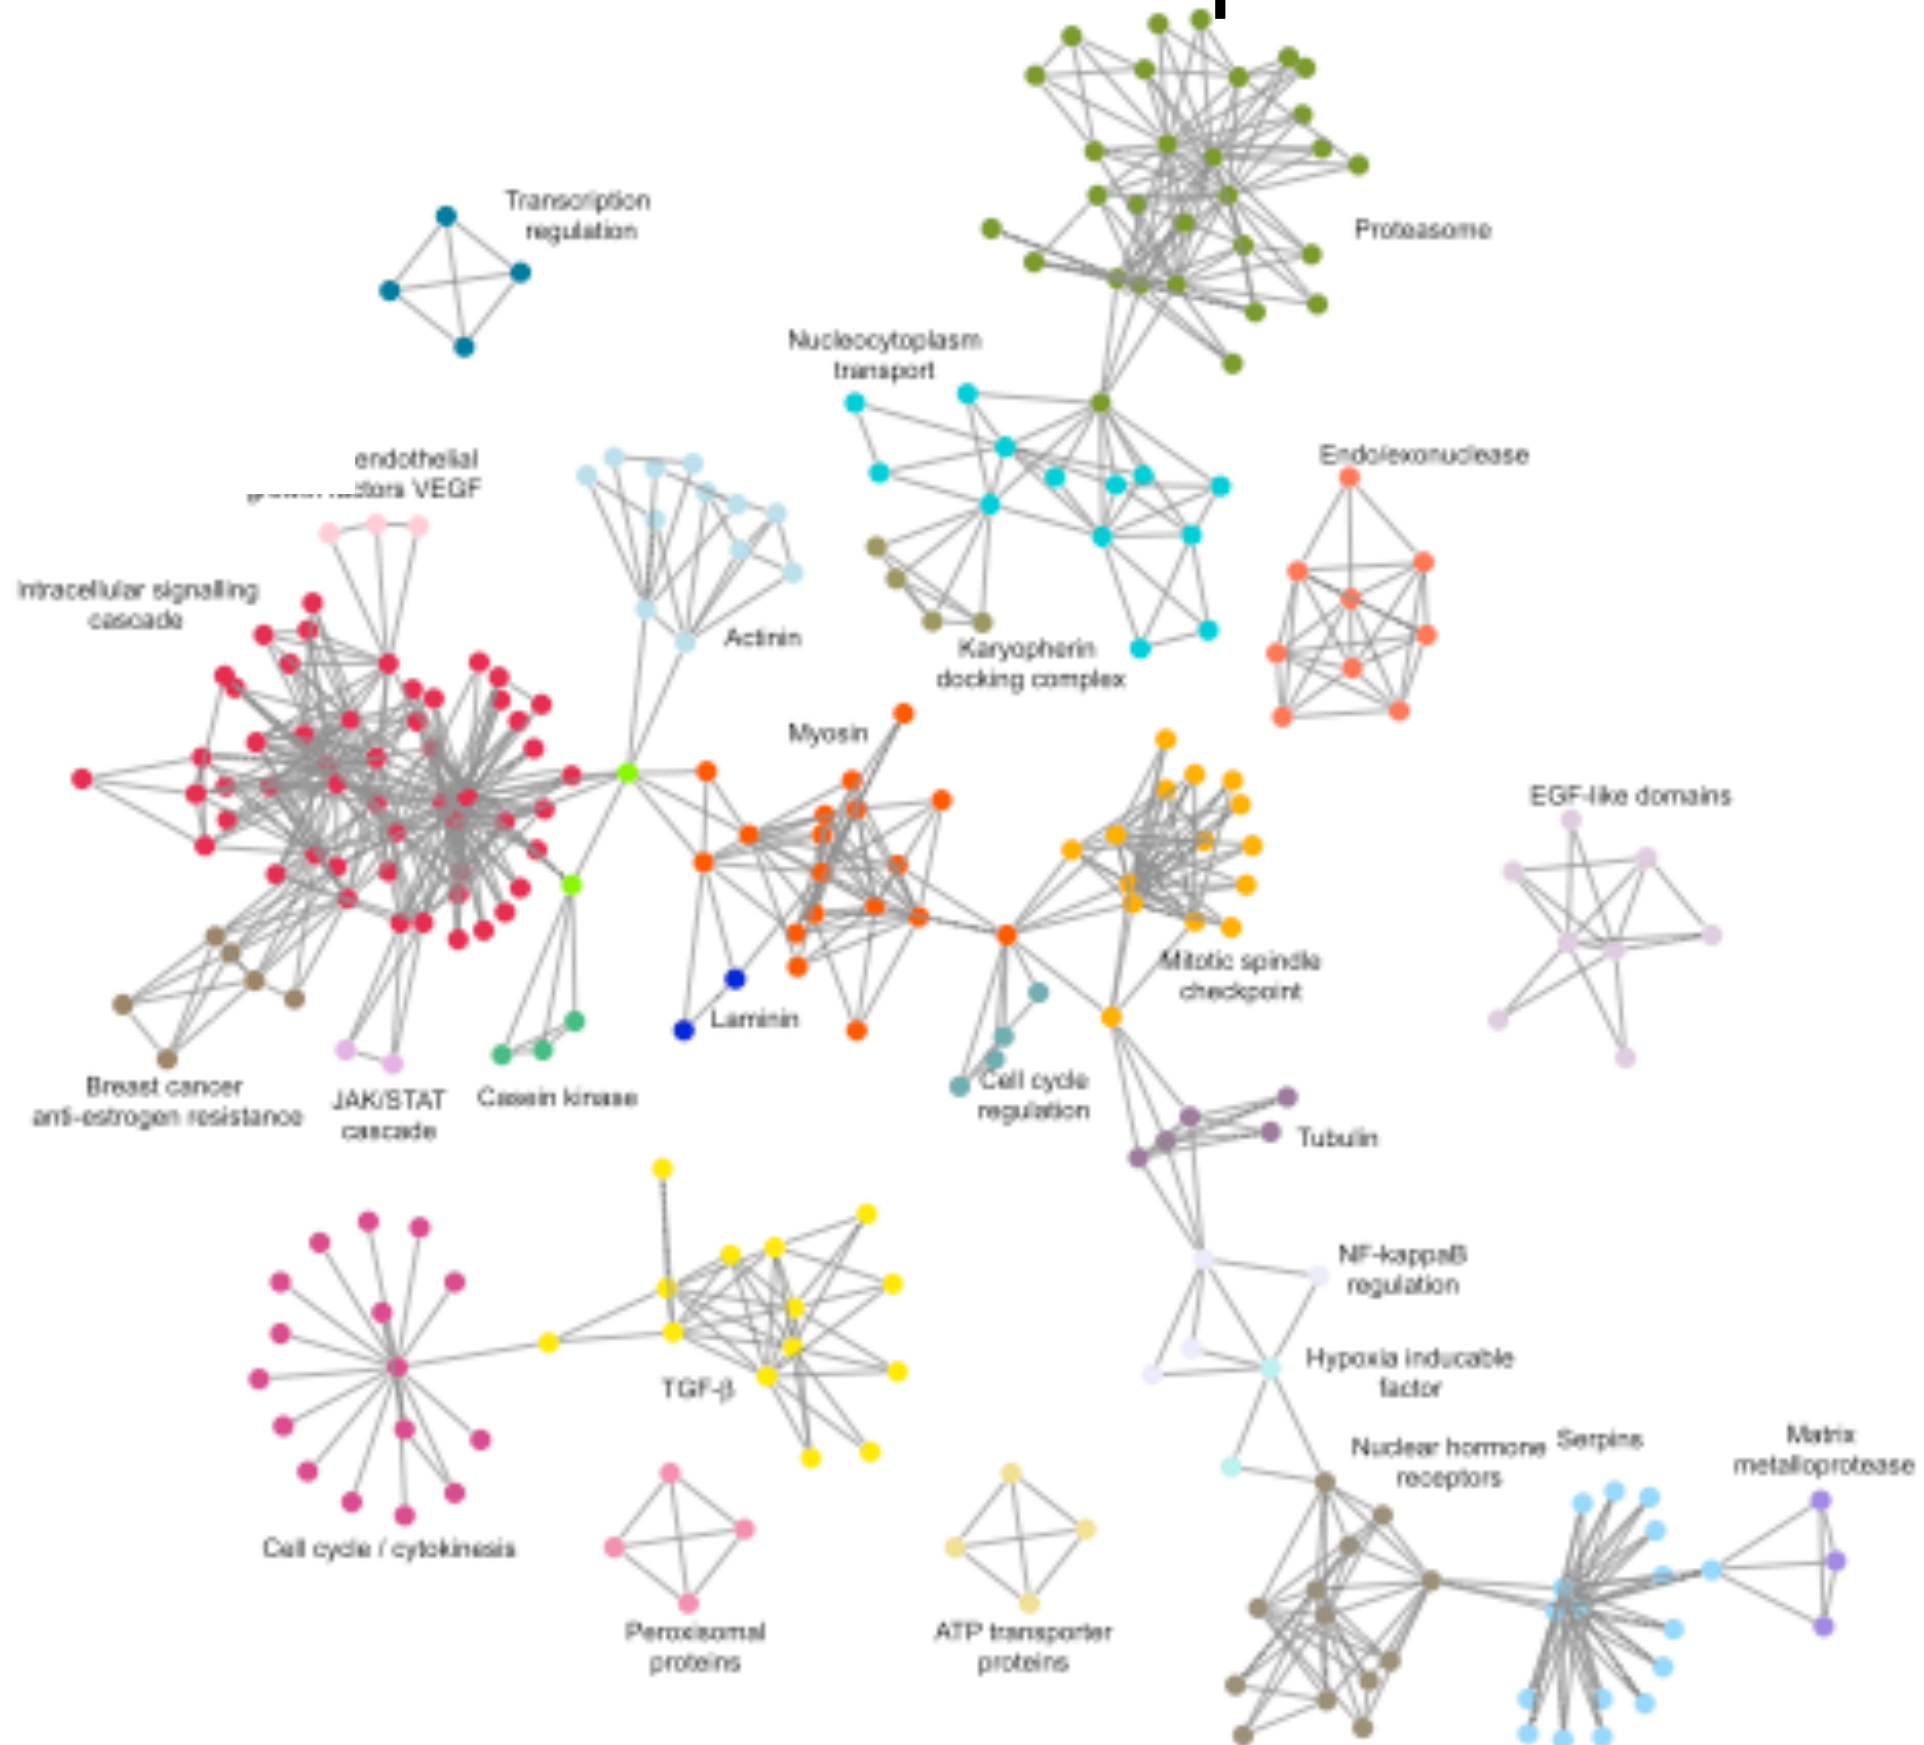 Transcription
regulation
Proteasome
Nucleocytoplasm
transport
endothelial
VEGF
Endo/exonuclease
Intracellular signalling
cascade
Actinin
Karyopherin
docking complex
Myosin
EGF-like domains
Mitotic spindle
checkpoint
Laminin
Breast cancer
anti-estrogen resistance
JAK/STAT
cascade
Casein kinase
Cell cycle
regulation
Tubulin
NF-kappaB
regulation
Hypoxia inducable
factor
TGF-β
Nuclear hormone
receptors
Serpins
Matrix
metalloprotease
Cell cycle / cytokinesis
Peroxisomal
proteins
ATP transporter
proteins